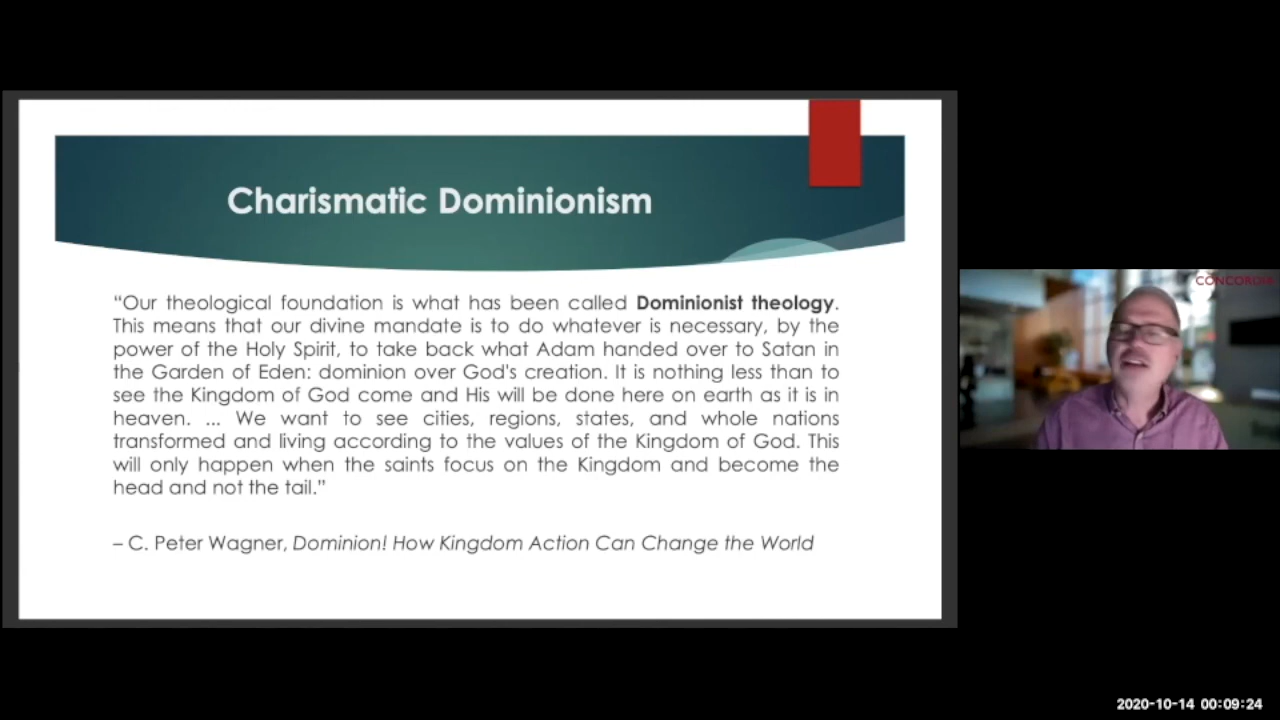 Charismatic Dominionism
“Our theological foundation is what has been called Dominionist theology.
This means that our divine mandate is to do whatever is necessary, by the
power of the Holy Spirit, to take back what Adam handed over to Satan in
the Garden of Eden: dominion over God's creation. It is nothing less than to
see the Kingdom of God come and His will be done here on earth as it is in
heaven. ... We want to see cities, regions, states, and whole nations
transformed and living according to the values of the Kingdom of God. This
will only happen when the saints focus on the Kingdom and become the
head and not the tail.”
– C. Peter Wagner, Dominion! How Kingdom Action Can Change the World
2020-10-14 00:09:24